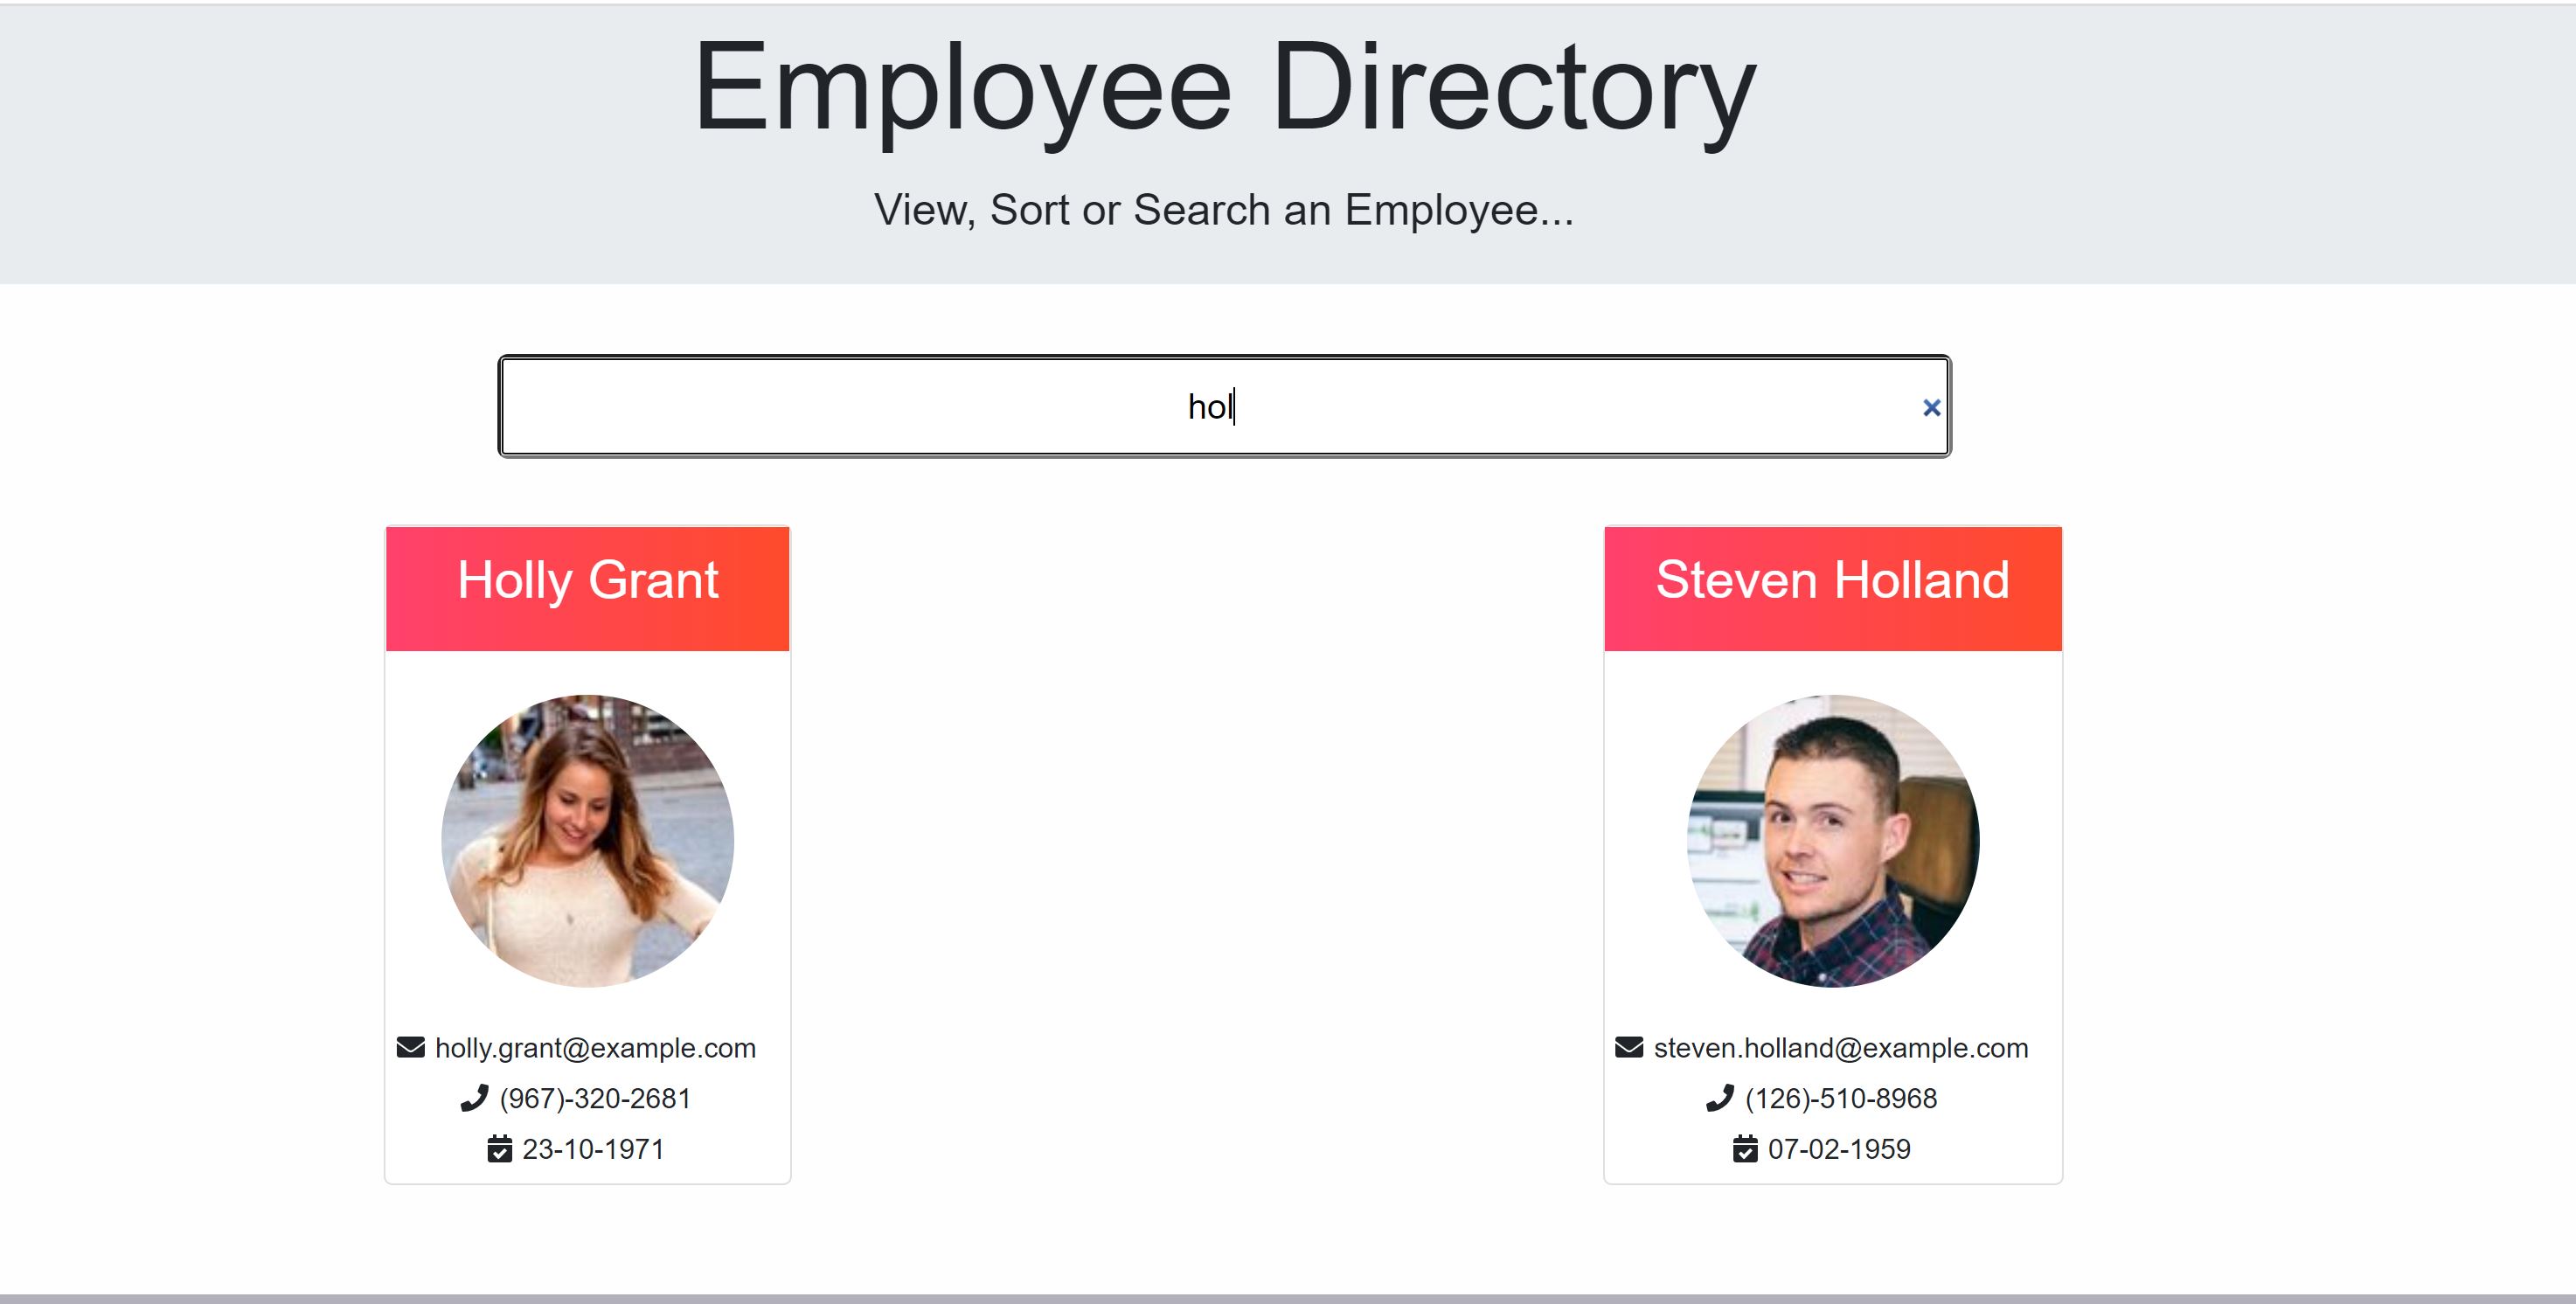 Employee Directory
View, Sort or Search an Employee...
hol
Holly Grant
holly.grant@example.com
(967)-320-2681
23-10-1971
Steven Holland
steven.holland@example.com
(126)-510-8968
07-02-1959